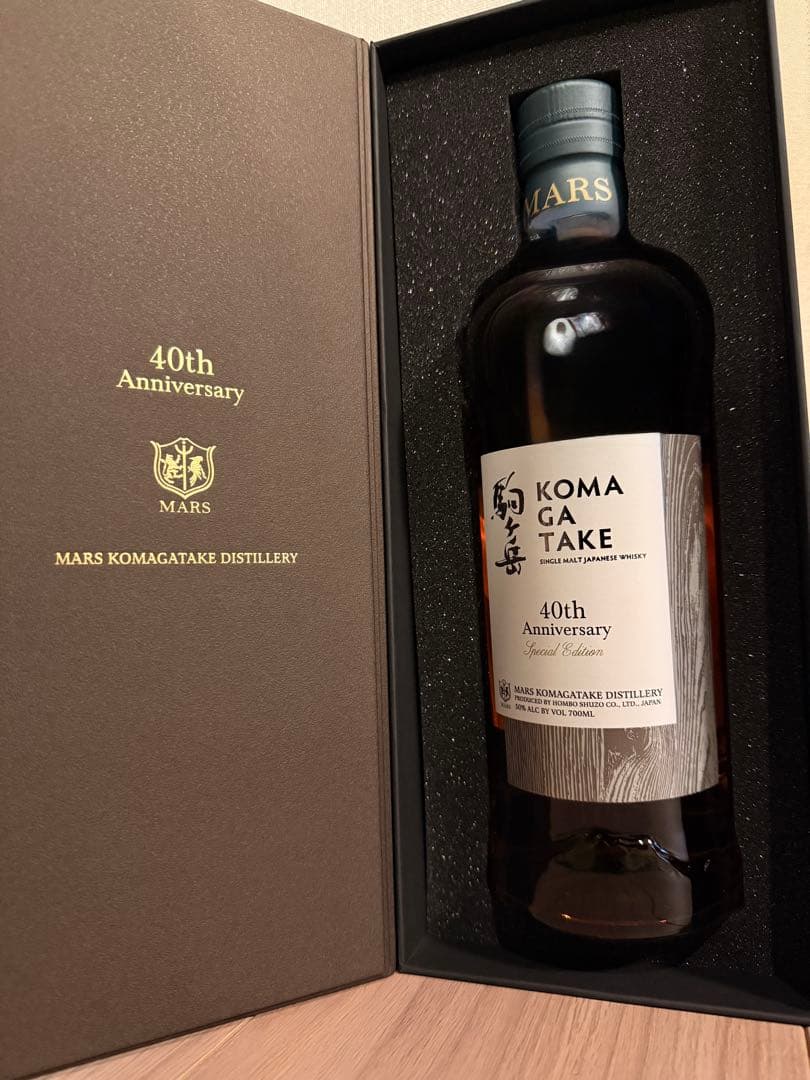 40th
Anniversary
MARS
MARS KOMAGATAKE DISTILLERY
MARS
駒ヶ岳
KOMA
GA
TAKE
SINGLE MALT JAPANESE WHISKY
40th
Anniversary
Special Edition
MARS
MARS KOMAGATAKE DISTILLERY
PRODUCED BY HOMBO SHUZO CO., LTD., JAPAN
50% ALC BY VOL 700ML